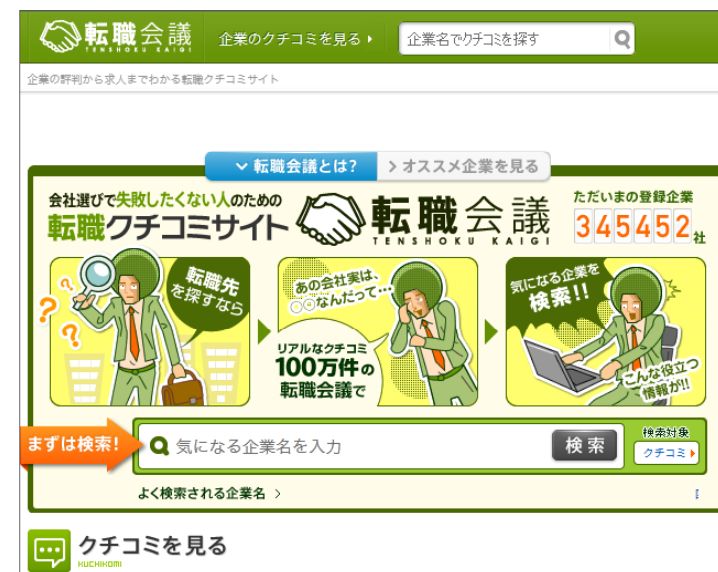 転職会議
TENSHOKU KAIGI
企業のクチコミを見る
企業名でクチコミを探す
企業の評判から求人までわかる転職クチコミサイト
転職会議とは?
オススメ企業を見る
会社選びで失敗したくない人のための
転職クチコミサイト
転職会議
TENSHOKU KAIGI
ただいまの登録企業
345452社
転職先
を探すなら
あの会社実は、
○○なんだって…
リアルなクチコミ
100万件の
転職会議で
気になる企業を
検索!!
こんな役立つ
情報が!!
まずは検索!
気になる企業名を入力
検索
検索対象
クチコミ
よく検索される企業名
クチコミを見る
KUCHIKOMI